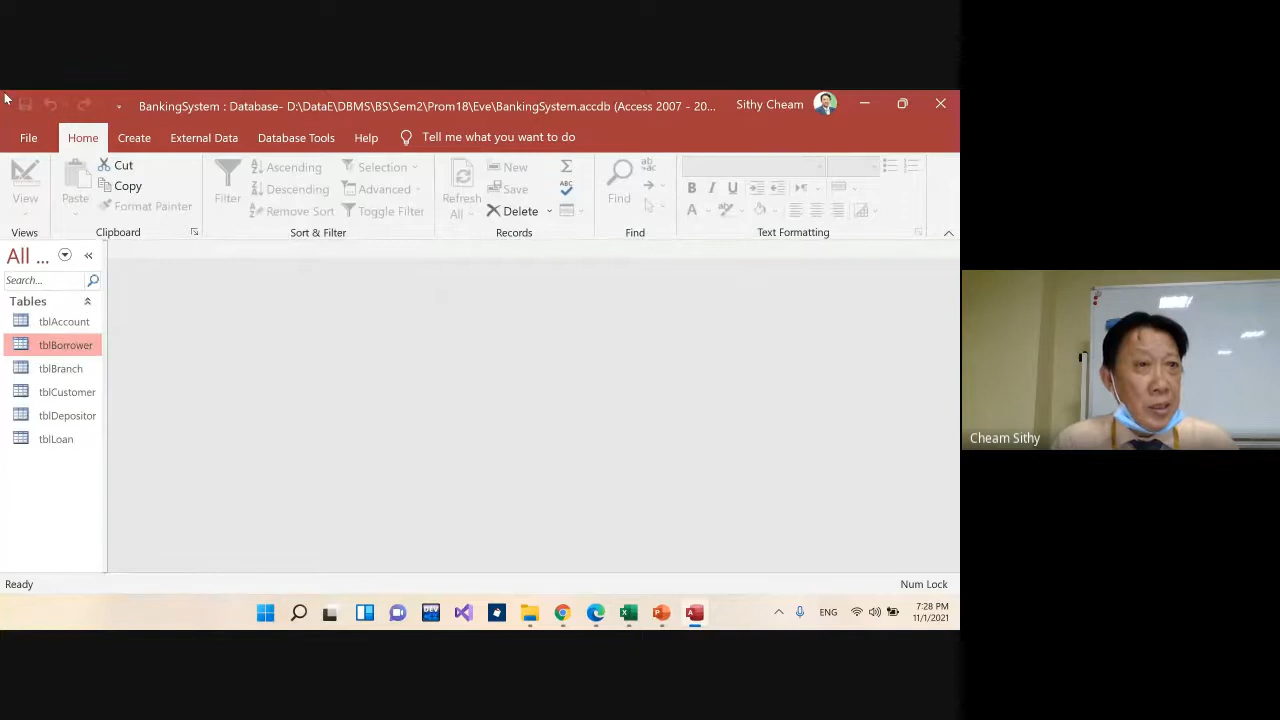 BankingSystem : Database- D:\DataE\DBMS\BS\Sem2\Prom18\Eve\BankingSystem.accdb (Access 2007 - 20... Sithy Cheam
File Home Create External Data Database Tools Help Tell me what you want to do
View
Views
Paste
Cut
Copy
Format Painter
Clipboard
Filter
Ascending
Descending
Remove Sort
Selection
Advanced
Toggle Filter
Sort & Filter
Refresh
All
New
Save
Delete
Records
Find
Find
B I U
A
Text Formatting
All ...
Search...
Tables
tblAccount
tblBorrower
tblBranch
tblCustomer
tblDepositor
tblLoan
Ready
Num Lock
ENG
7:28 PM
11/1/2021
Cheam Sithy